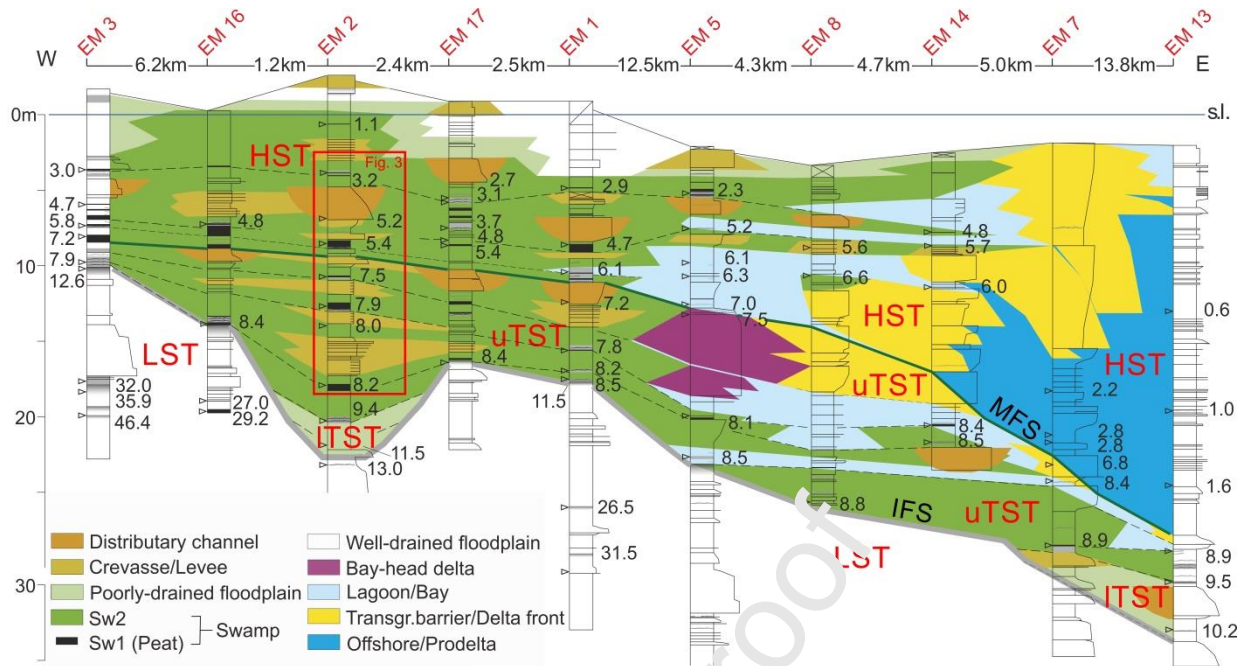 EM 3 EM 16 EM 2 EM 17 EM 1 EM 5 EM 8 EM 14 EM 7 EM 13
W 6.2km 1.2km 2.4km 2.5km 12.5km 4.3km 4.7km 5.0km 13.8km E
0m s.l.
1.1
HST Fig. 3
3.0 3.2 2.7 2.9 2.3
3.1
4.7
5.8 4.8 5.2 3.7 5.2 4.8
7.2 5.4 4.8 4.7 5.6 5.7
5.4
10 7.9 7.5 6.1 6.1
12.6 6.3 6.6 6.0
7.9 7.2 7.0 0.6
8.4 8.0 7.5 HST
uTST 7.8
LST 8.4 HST
8.2 8.2 uTST
32.0 8.5 MFS 2.2
35.9 27.0 9.4 11.5 1.0
20 46.4 29.2 lTST 8.1 8.4 2.8
11.5 8.5 2.8
13.0 8.5 6.8
8.4 1.6
26.5 8.8 IFS uTST
LST 8.9 8.9
31.5 9.5
30 lTST
10.2
Distributary channel
Crevasse/Levee
Poorly-drained floodplain
Sw2
Sw1 (Peat) Swamp
Well-drained floodplain
Bay-head delta
Lagoon/Bay
Transgr.barrier/Delta front
Offshore/Prodelta
roof